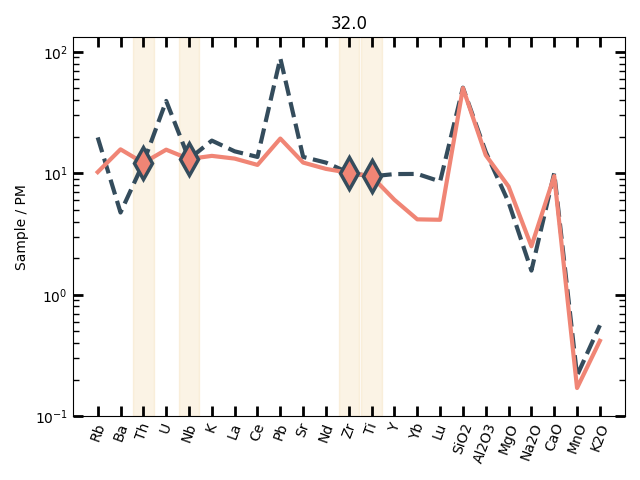 32.0
Sample / PM
10²
10¹
10⁰
10⁻¹
Rb Ba Th U Nb K La Ce Pb Sr Nd Zr Ti Y Yb Lu SiO2 Al2O3 MgO Na2O CaO MnO K2O